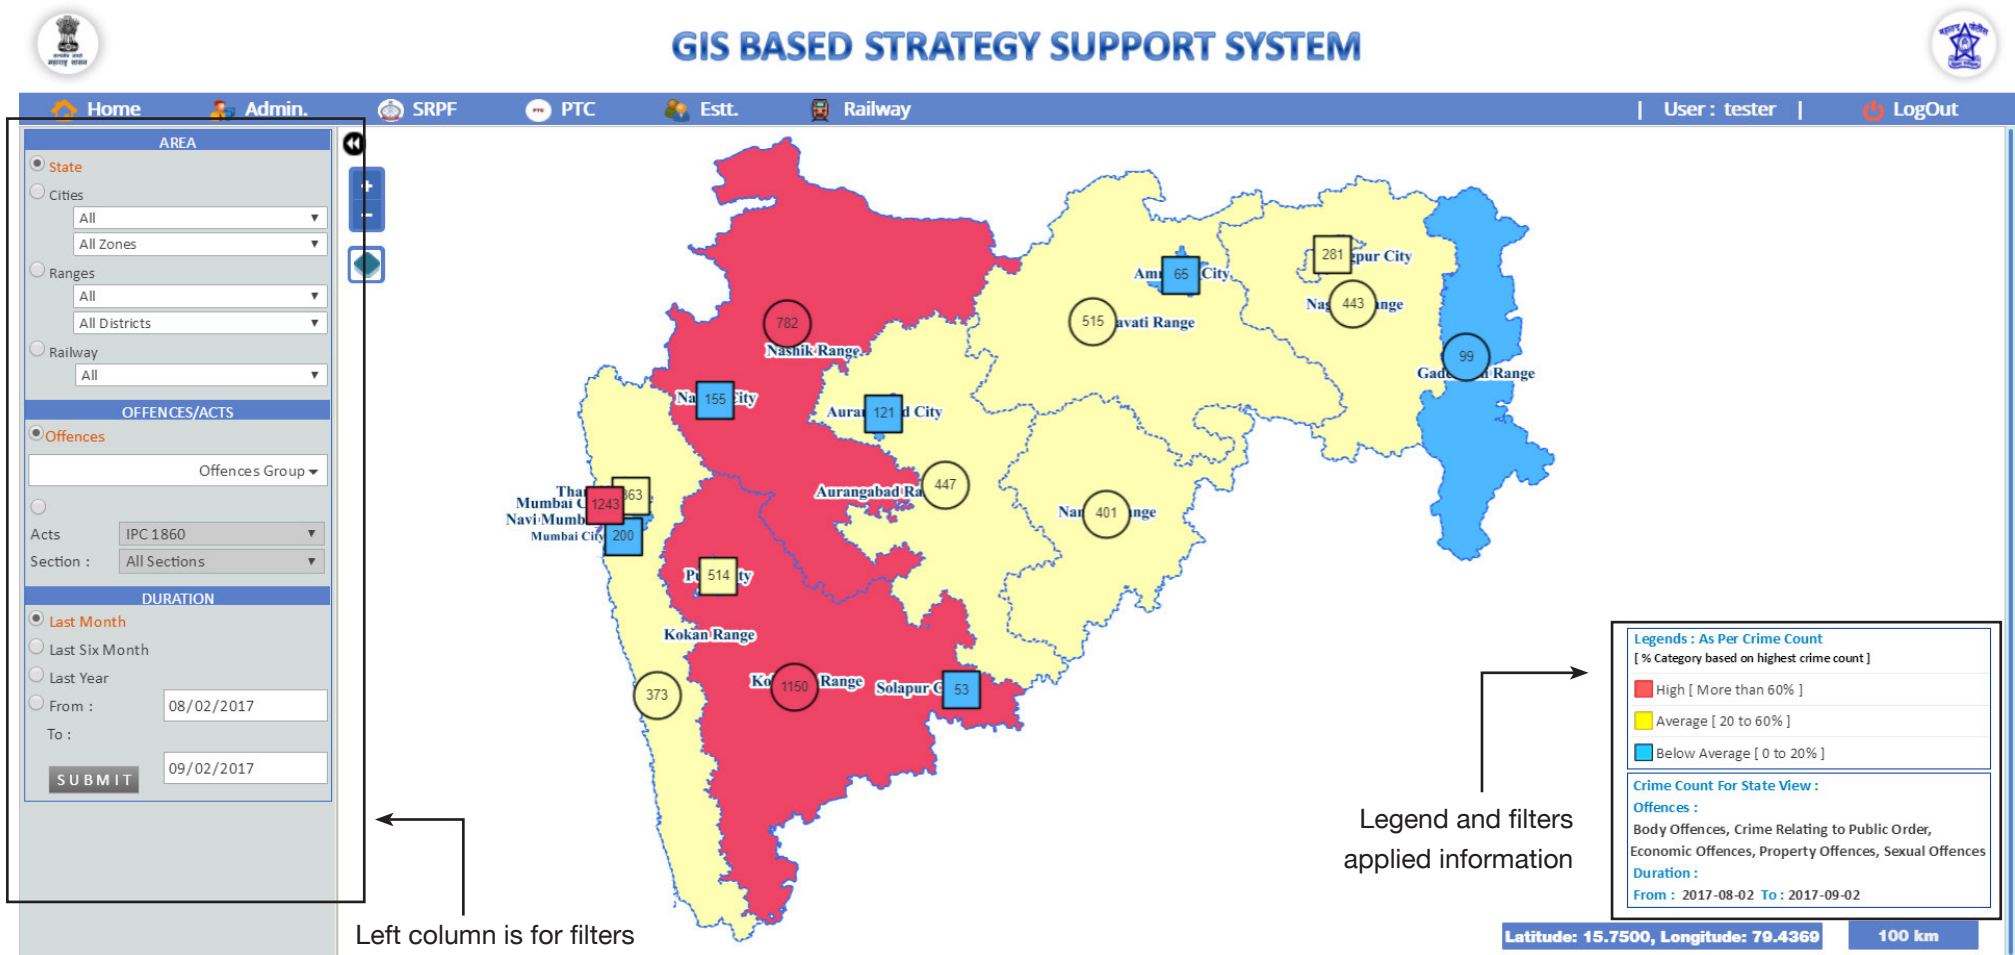 GIS BASED STRATEGY SUPPORT SYSTEM
Home Admin. SRPF PTC Estt. Railway | User : tester | LogOut
AREA
State
Cities
All
All Zones
Ranges
All
All Districts
Railway
All
OFFENCES/ACTS
Offences
Offences Group
Acts IPC 1860
Section : All Sections
DURATION
Last Month
Last Six Month
Last Year
From : 08/02/2017
To :
09/02/2017
SUBMIT
+
-
281 City
65 City
443
515 Range
782
Nashik Range
99
Range
155 City
121 City
447
Aurangabad
401
363
1243
Mumbai
Navi
Mumbai City 200
514
Kokan Range
373
1150 Range
Solapur 53
Left column is for filters
Legend and filters
applied information
Legends : As Per Crime Count
[ % Category based on highest crime count ]
High [ More than 60% ]
Average [ 20 to 60% ]
Below Average [ 0 to 20% ]
Crime Count For State View :
Offences :
Body Offences, Crime Relating to Public Order,
Economic Offences, Property Offences, Sexual Offences
Duration :
From : 2017-08-02 To : 2017-09-02
Latitude: 15.7500, Longitude: 79.4369 100 km